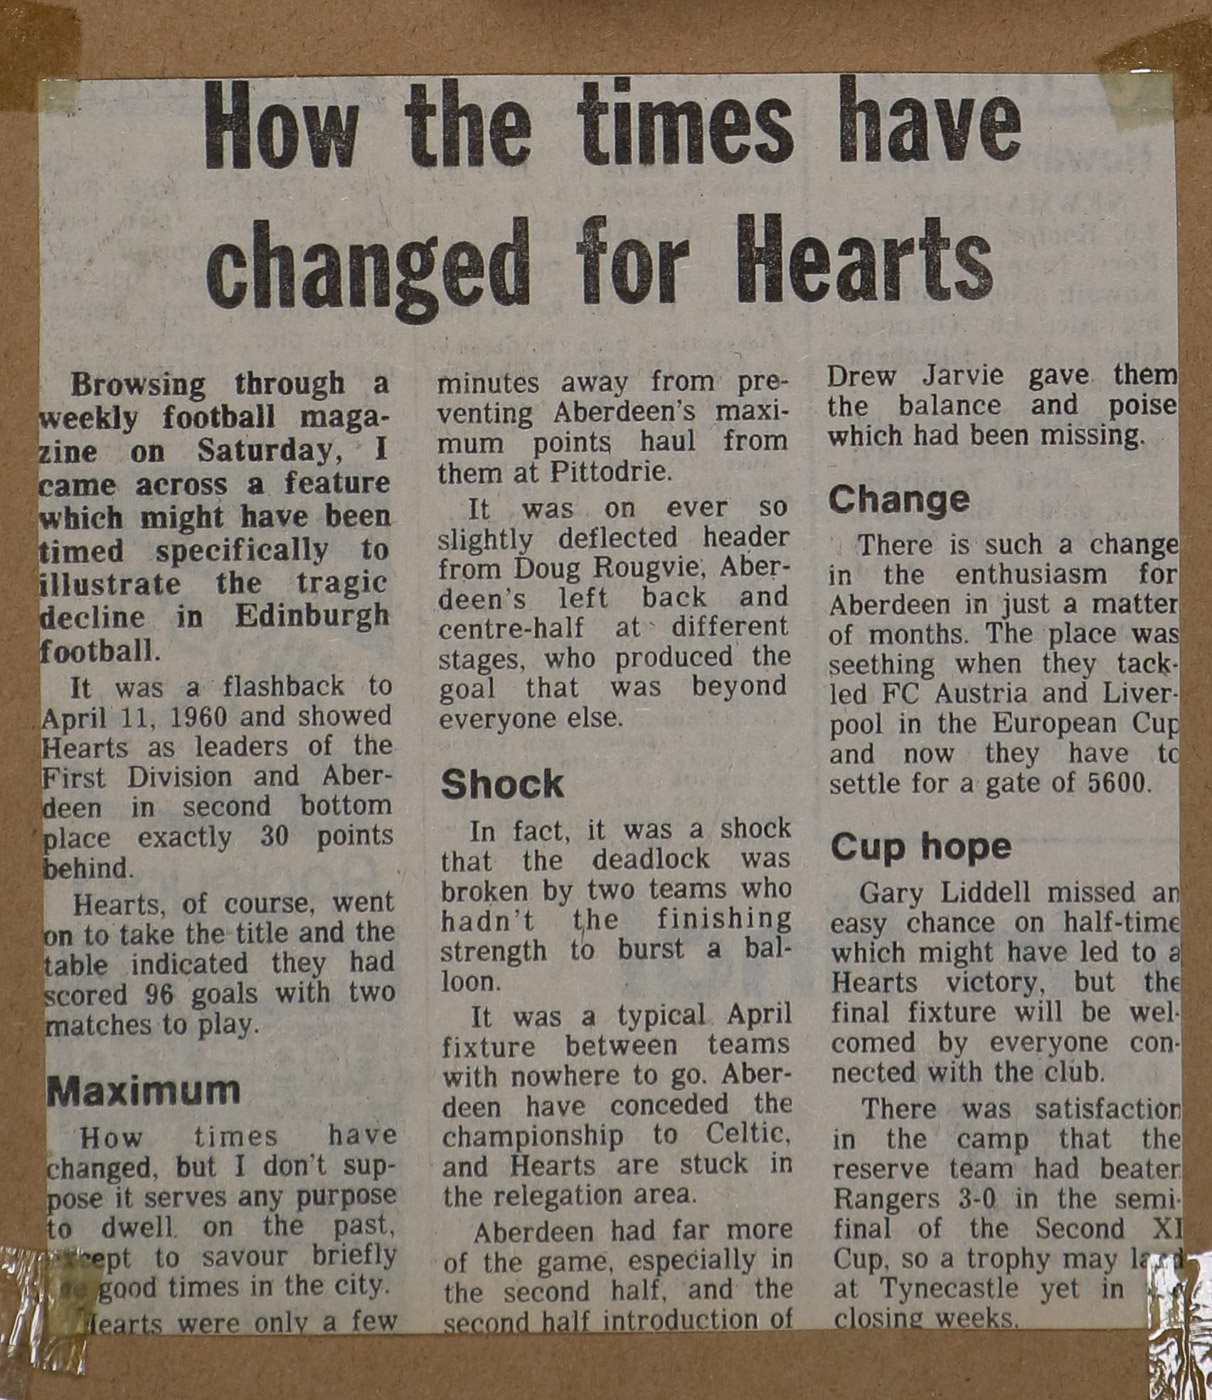 How the times have
changed for Hearts
Browsing through a
weekly football maga-
zine on Saturday, I
came across a feature
which might have been
timed specifically to
illustrate the tragic
decline in Edinburgh
football.
It was a flashback to
April 11, 1960 and showed
Hearts as leaders of the
First Division and Aber-
deen in second bottom
place exactly 30 points
behind.
Hearts, of course, went
on to take the title and the
table indicated they had
scored 96 goals with two
matches to play.
Maximum
How times have
changed, but I don't sup-
pose it serves any purpose
to dwell on the past,
except to savour briefly
the good times in the city.
Hearts were only a few
minutes away from pre-
venting Aberdeen's maxi-
mum points haul from
them at Pittodrie.
It was on ever so
slightly deflected header
from Doug Rougvie, Aber-
deen's left back and
centre-half at different
stages, who produced the
goal that was beyond
everyone else.
Shock
In fact, it was a shock
that the deadlock was
broken by two teams who
hadn't the finishing
strength to burst a bal-
loon.
It was a typical April
fixture between teams
with nowhere to go. Aber-
deen have conceded the
championship to Celtic,
and Hearts are stuck in
the relegation area.
Aberdeen had far more
of the game, especially in
the second half, and the
second half introduction of
Drew Jarvie gave them
the balance and poise
which had been missing.
Change
There is such a change
in the enthusiasm for
Aberdeen in just a matter
of months. The place was
seething when they tack-
led FC Austria and Liver-
pool in the European Cup
and now they have to
settle for a gate of 5600.
Cup hope
Gary Liddell missed an
easy chance on half-time
which might have led to a
Hearts victory, but the
final fixture will be wel-
comed by everyone con-
nected with the club.
There was satisfaction
in the camp that the
reserve team had beaten
Rangers 3-0 in the semi-
final of the Second XI
Cup, so a trophy may land
at Tynecastle yet in
closing weeks.